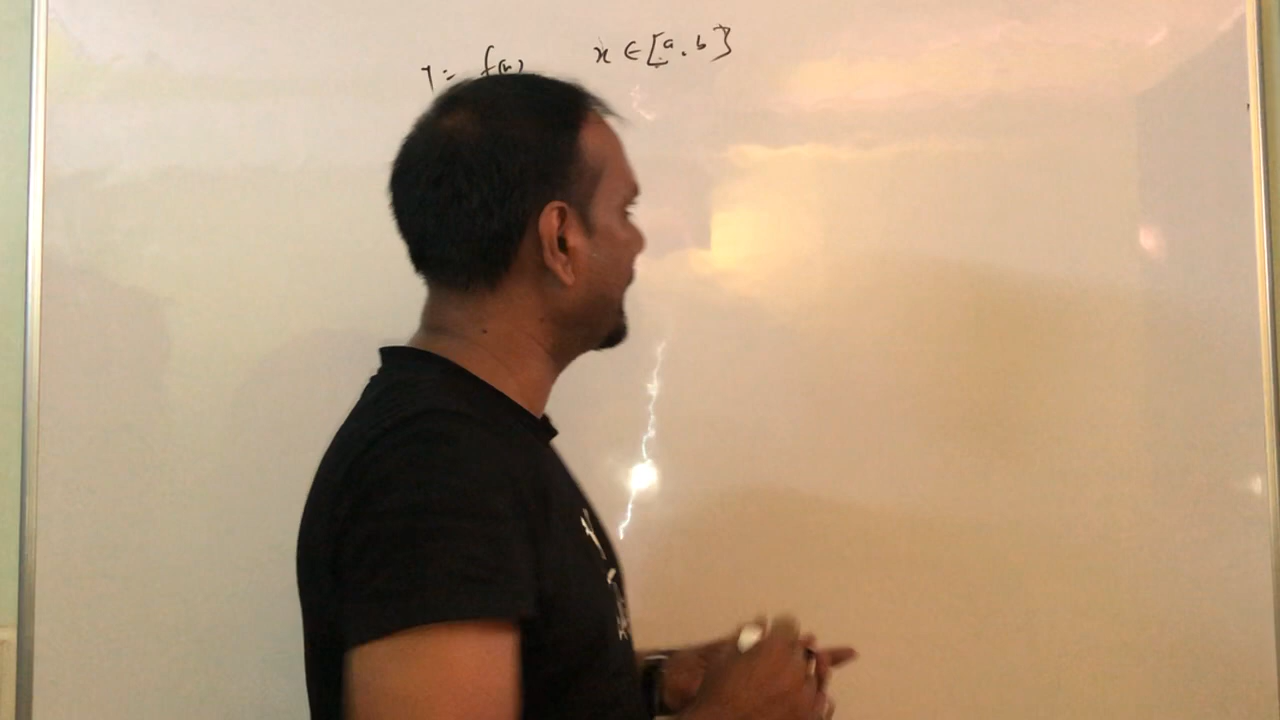 y = f(x) x ∈ [a, b]